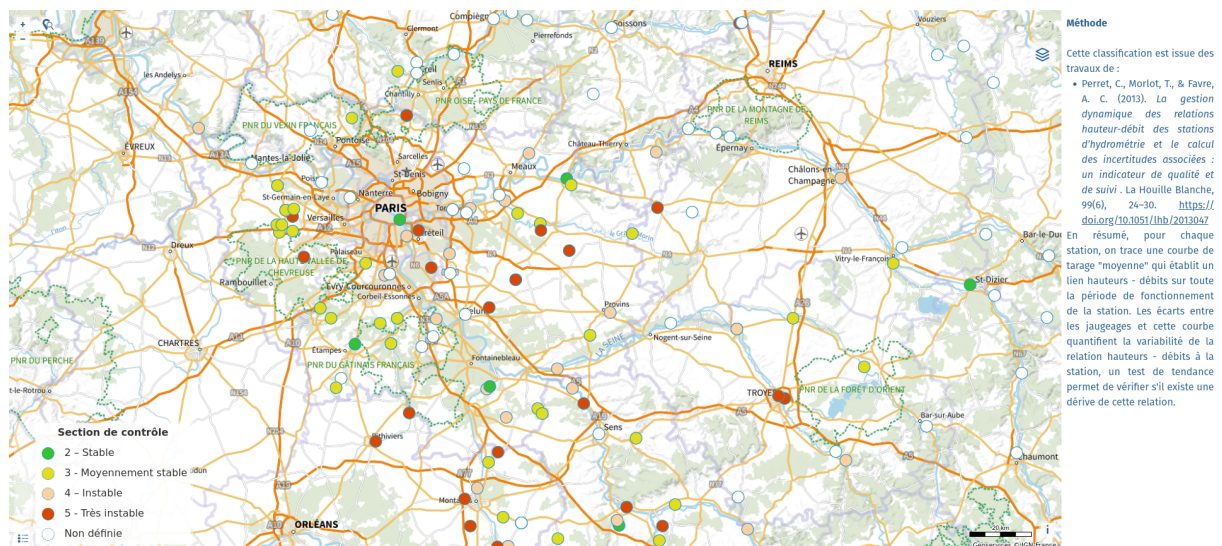 +
−
Compiègne
Soissons
Vouziers
Clermont
Pierrefonds
les Andelys
Creil
Senlis
Chantilly
REIMS
PNR OISE, PAYS DE FRANCE
PNR DU VEXIN FRANÇAIS
PNR DE LA MONTAGNE DE
REIMS
Pontoise
ÉVREUX
Mantes-la-Jolie
Sarcelles
Château-Thierry
Épernay
Meaux
St-Denis
Châlons-en-
Champagne
Nanterre
Bobigny
St-Germain-en-Laye
PARIS
Versailles
Créteil
Dreux
Palaiseau
Bar-le-Duc
Vitry-le-François
PNR DE LA HAUTE VALLÉE DE
CHEVREUSE
Rambouillet
Evry-Courcouronnes
Corbeil-Essonnes
St-Dizier
Provins
LA SEINE
Nogent-sur-Seine
CHARTRES
Étampes
Fontainebleau
PNR DU PERCHE
PNR DU GÂTINAIS FRANÇAIS
TROYES
PNR DE LA FORÊT D'ORIENT
Bar-sur-Aube
Sens
Pithiviers
Chaumont
ORLÉANS
20 km
Section de contrôle
2 – Stable
3 - Moyennement stable
4 – Instable
5 - Très instable
Non définie
i
Méthode
Cette classification est issue des
travaux de :
• Perret, C., Morlot, T., & Favre,
A. C. (2013). La gestion
dynamique des relations
hauteur-débit des stations
d'hydrométrie et le calcul
des incertitudes associées :
un indicateur de qualité et
de suivi . La Houille Blanche,
99(6), 24–30. https://
doi.org/10.1051/lhb/2013047
En résumé, pour chaque
station, on trace une courbe de
tarage "moyenne" qui établit un
lien hauteurs - débits sur toute
la période de fonctionnement
de la station. Les écarts entre
les jaugeages et cette courbe
quantifient la variabilité de la
relation hauteurs - débits à la
station, un test de tendance
permet de vérifier s'il existe une
dérive de cette relation.